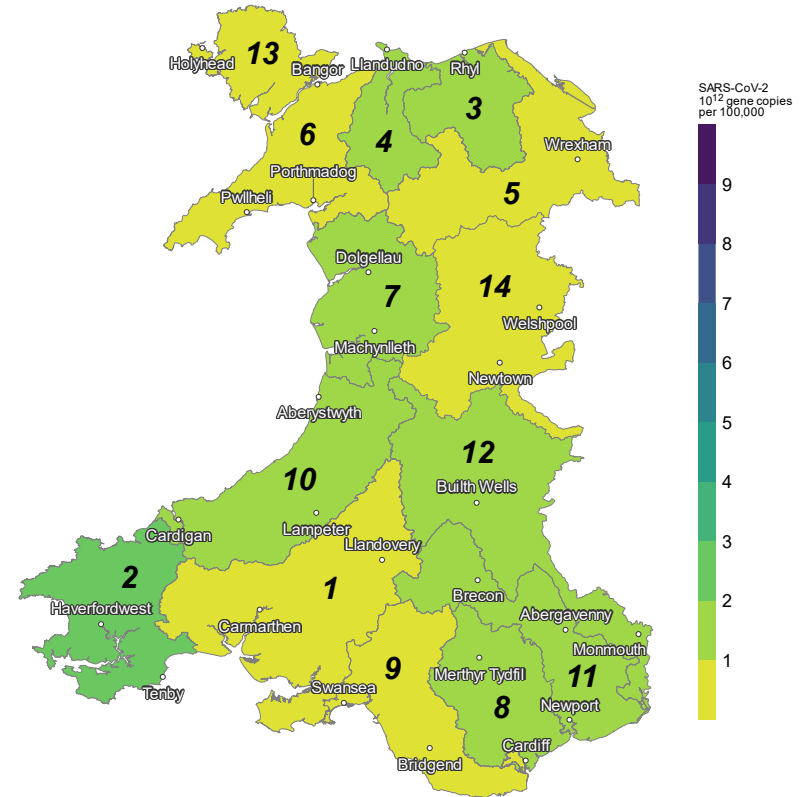 13
Holyhead
Bangor
Llandudno
Rhyl
3
6
4
Wrexham
Porthmadog
Pwllheli
5
Dolgellau
7
14
Welshpool
Machynlleth
Newtown
Aberystwyth
12
10
Builth Wells
Lampeter
Cardigan
Llandovery
2
1
Brecon
Haverfordwest
Carmarthen
Abergavenny
Monmouth
9
Merthyr Tydfil
11
Tenby
Swansea
8
Newport
Cardiff
Bridgend
SARS-CoV-2
10¹² gene copies
per 100,000
9
8
7
6
5
4
3
2
1